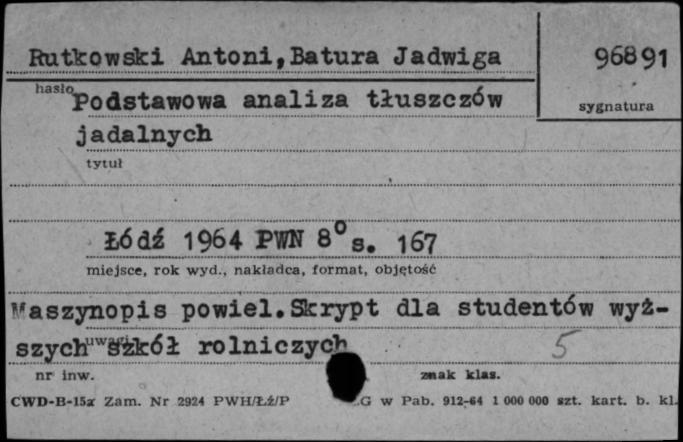 Rutkowski Antoni, Batura Jadwiga
96891
hasło
Podstawowa analiza tłuszczów
sygnatura
jadalnych
tytuł
Łódź 1964 PWN 8° s. 167
miejsce, rok wyd., nakładca, format, objętość
Maszynopis powiel. Skrypt dla studentów wyż-
szych szkół rolniczych
uwagi
5
nr inw.
znak klas.
CWD-B-15a Zam. Nr 2924 PWH/Łź/P G w Pab. 912-64 1 000 000 szt. kart. b. kl.